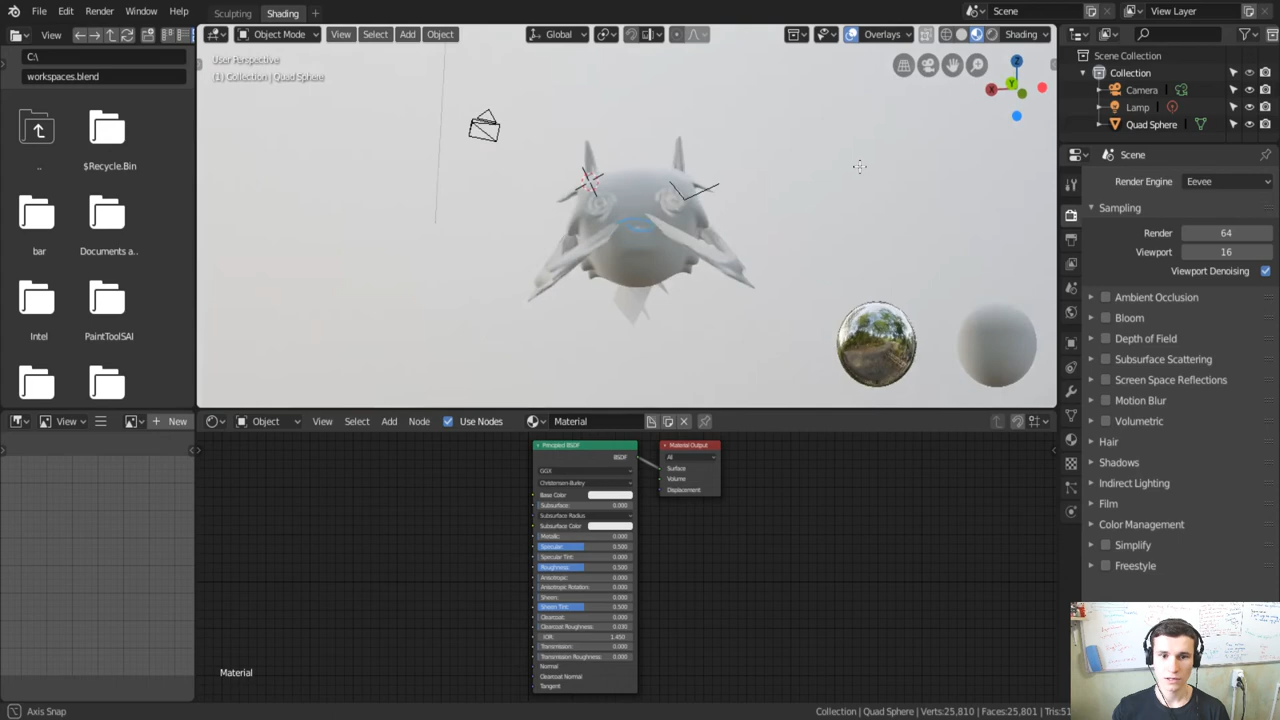 File Edit Render Window Help Sculpting Shading + Scene View Layer
View
C:\
workspaces.blend
..
$Recycle.Bin
bar
Documents a..
Intel
PaintToolSAI
Object Mode View Select Add Object Global Overlays Shading
User Perspective
(1) Collection | Quad Sphere
X Y Z
Scene Collection
Collection
Camera
Lamp
Quad Sphere
Scene
Render Engine Eevee
Sampling
Render 64
Viewport 16
Viewport Denoising
Ambient Occlusion
Bloom
Depth of Field
Subsurface Scattering
Screen Space Reflections
Motion Blur
Volumetric
Hair
Shadows
Indirect Lighting
Film
Color Management
Simplify
Freestyle
View + New
Object View Select Add Node Use Nodes Material
Principled BSDF
BSDF
GGX
Christensen-Burley
Base Color
Subsurface: 0.000
Subsurface Radius
Subsurface Color
Metallic: 0.000
Specular: 0.500
Specular Tint: 0.000
Roughness: 0.500
Anisotropic: 0.000
Anisotropic Rotation: 0.000
Sheen: 0.000
Sheen Tint: 0.500
Clearcoat: 0.000
Clearcoat Roughness: 0.030
IOR: 1.450
Transmission: 0.000
Transmission Roughness: 0.000
Normal
Clearcoat Normal
Tangent
Material Output
All
Surface
Volume
Displacement
Material
Axis Snap
Collection | Quad Sphere | Verts:25,810 | Faces:25,801 | Tris:51